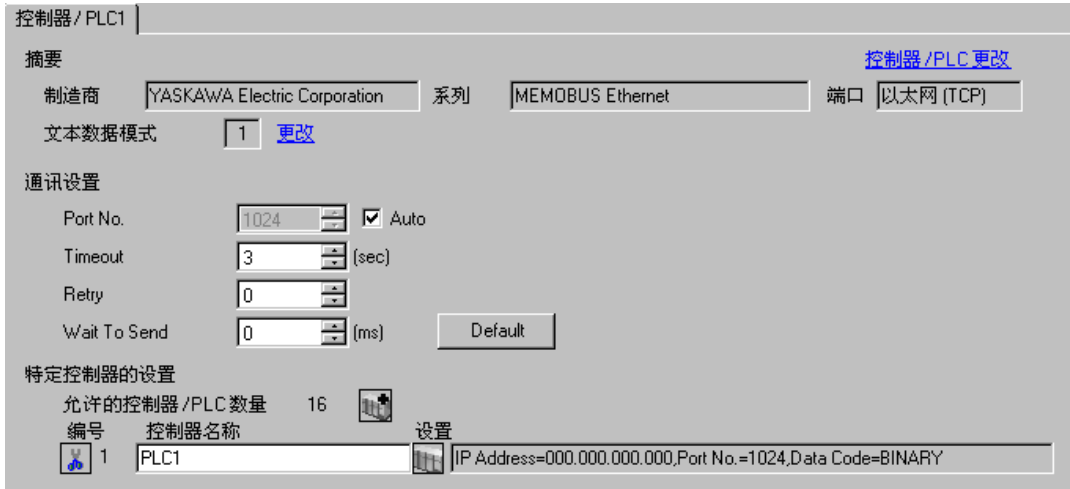 控制器/PLC1
摘要 控制器/PLC更改
制造商 YASKAWA Electric Corporation 系列 MEMOBUS Ethernet 端口 以太网 (TCP)
文本数据模式 1 更改
通讯设置
Port No. 1024 Auto
Timeout 3 (sec)
Retry 0
Wait To Send 0 (ms) Default
特定控制器的设置
允许的控制器/PLC数量 16
编号 控制器名称 设置
1 PLC1 IP Address=000.000.000.000,Port No.=1024,Data Code=BINARY